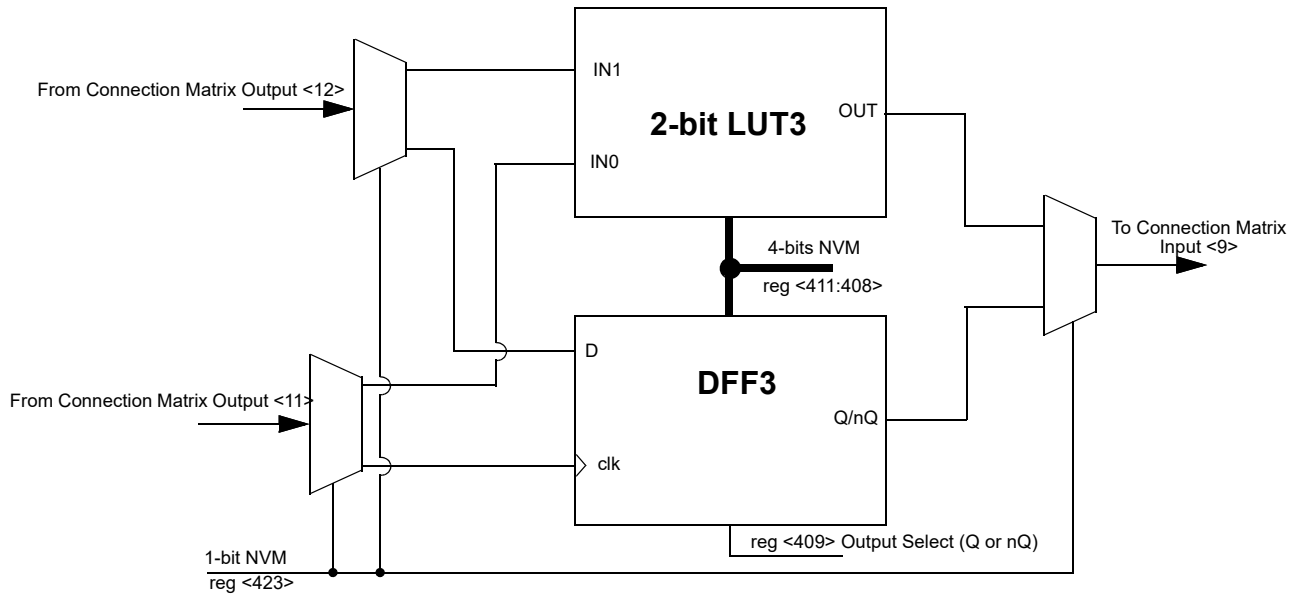 IN1
From Connection Matrix Output <12>
2-bit LUT3
OUT
IN0
To Connection Matrix
Input <9>
4-bits NVM
reg <411:408>
D
DFF3
From Connection Matrix Output <11>
Q/nQ
clk
reg <409> Output Select (Q or nQ)
1-bit NVM
reg <423>